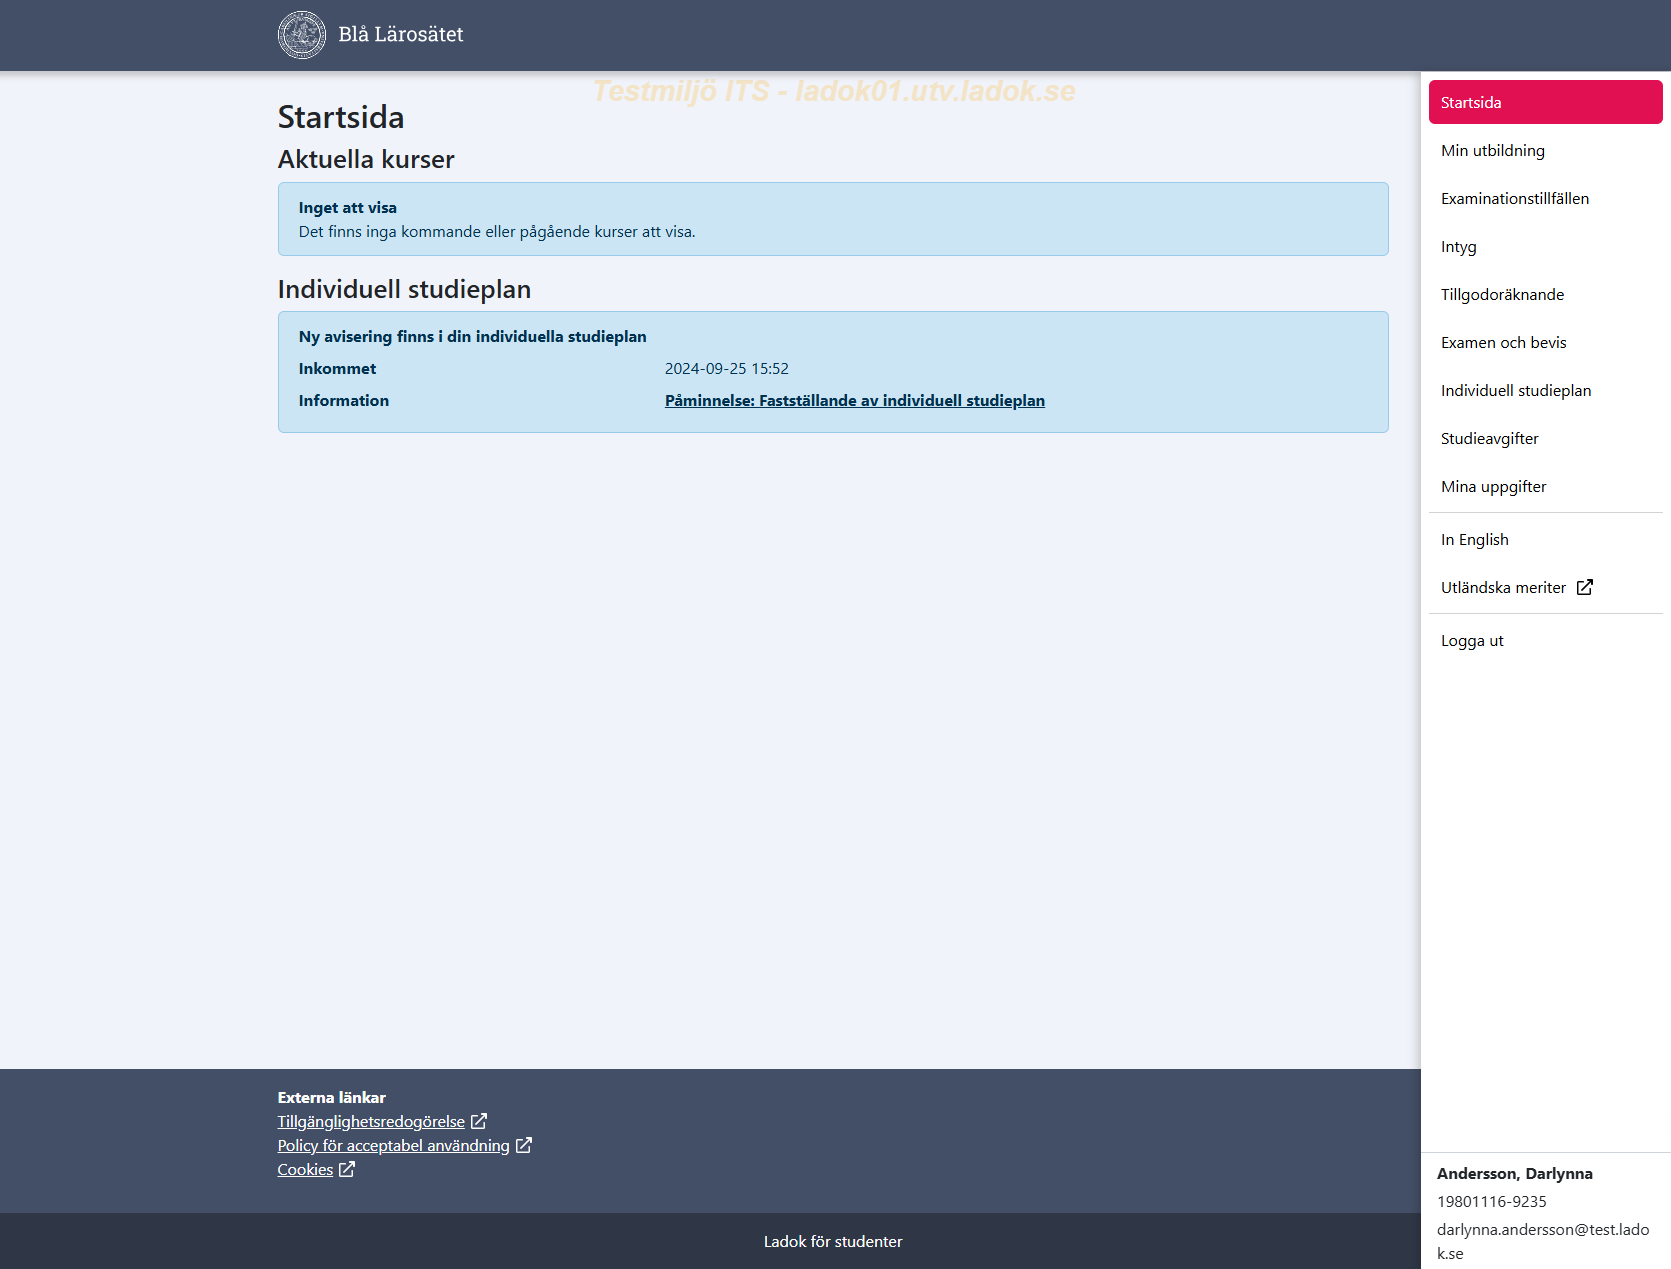 Blå Lärosätet
Testmiljö ITS - ladok01.utv.ladok.se
Startsida
Aktuella kurser
Inget att visa
Det finns inga kommande eller pågående kurser att visa.
Individuell studieplan
Ny avisering finns i din individuella studieplan
Inkommet 2024-09-25 15:52
Information Påminnelse: Fastställande av individuell studieplan
Startsida
Min utbildning
Examinationstillfällen
Intyg
Tillgodoräknande
Examen och bevis
Individuell studieplan
Studieavgifter
Mina uppgifter
In English
Utländska meriter
Logga ut
Externa länkar
Tillgänglighetsredogörelse
Policy för acceptabel användning
Cookies
Ladok för studenter
Andersson, Darlynna
19801116-9235
darlynna.andersson@test.lado
k.se